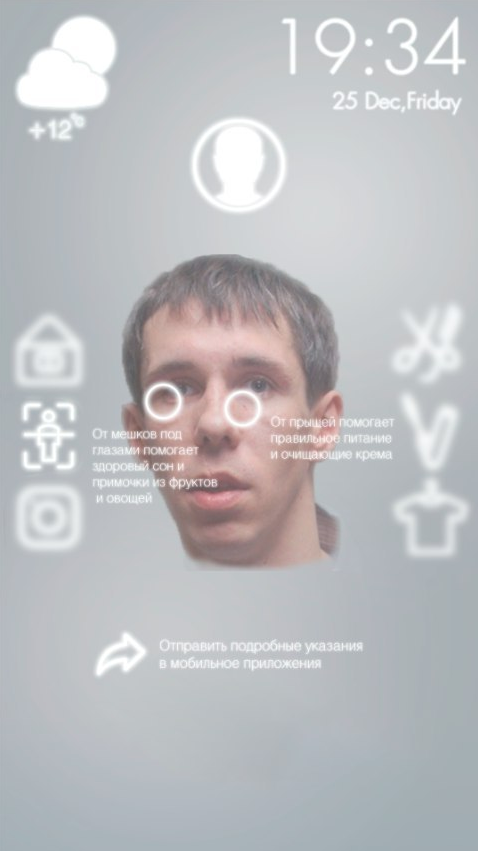 19:34
25 Dec,Friday
+12°
От мешков под
глазами помогает
здоровый сон и
примочки из фруктов
и овощей
От прыщей помогает
правильное питание
и очищающие крема
Отправить подробные указания
в мобильное приложения